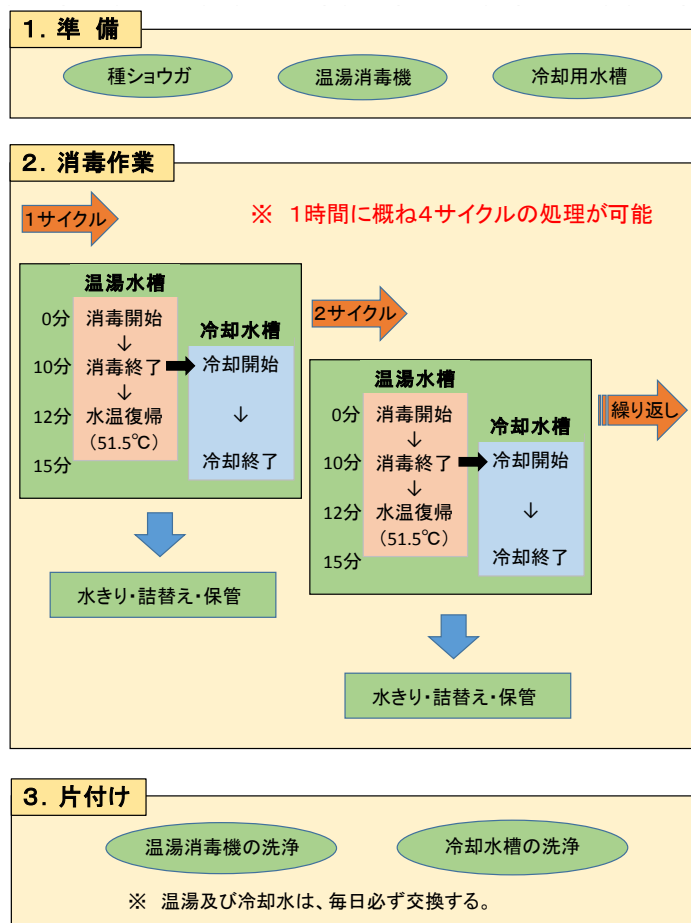 1．準 備
種ショウガ
温湯消毒機
冷却用水槽
2．消毒作業
1サイクル
※ 1時間に概ね4サイクルの処理が可能
温湯水槽
0分 消毒開始
↓
冷却水槽
10分 消毒終了 → 冷却開始
↓
12分 水温復帰 ↓
(51.5℃)
15分 冷却終了
水きり・詰替え・保管
2サイクル
温湯水槽
0分 消毒開始
↓
冷却水槽
10分 消毒終了 → 冷却開始
↓
12分 水温復帰 ↓
(51.5℃)
15分 冷却終了
水きり・詰替え・保管
繰り返し
3．片付け
温湯消毒機の洗浄
冷却水槽の洗浄
※ 温湯及び冷却水は、毎日必ず交換する。